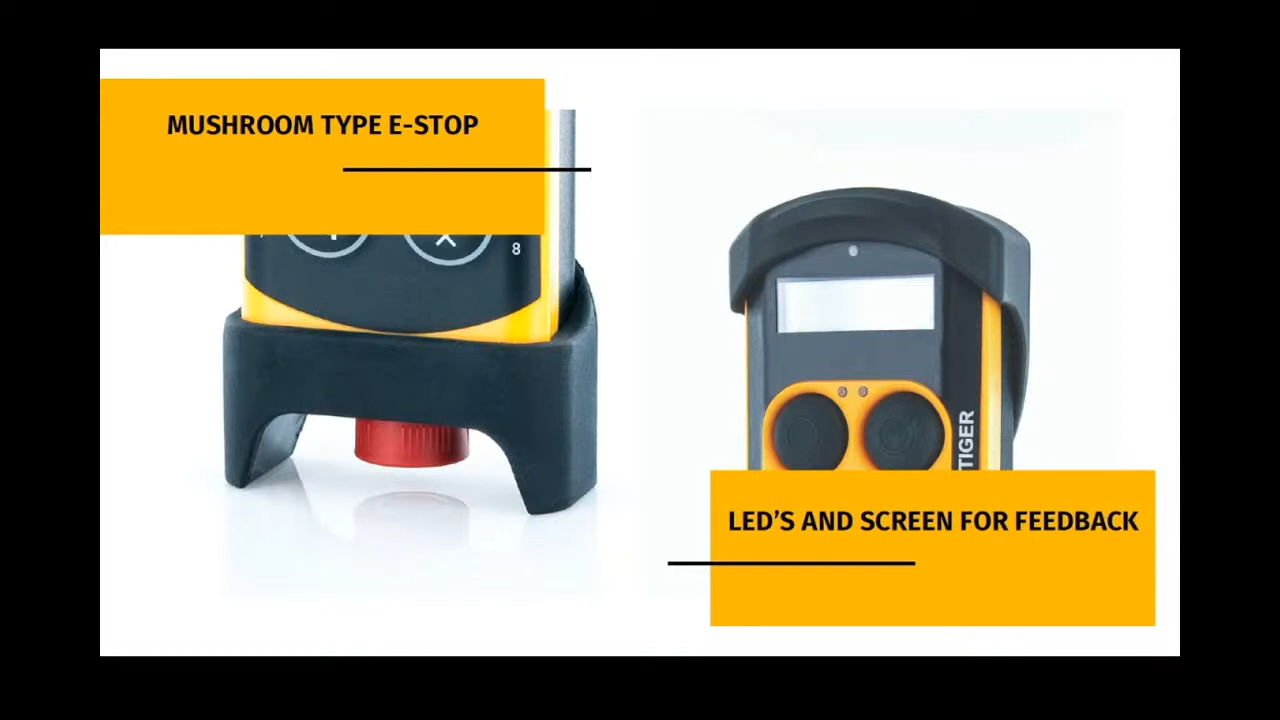 MUSHROOM TYPE E-STOP
8
TIGER
LED'S AND SCREEN FOR FEEDBACK